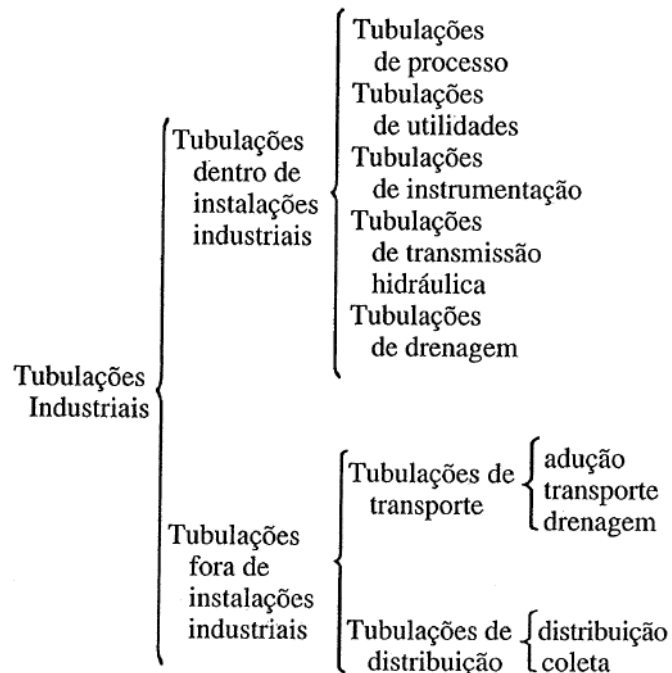 Tubulações
Industriais
Tubulações
dentro de
instalações
industriais
Tubulações
de processo
Tubulações
de utilidades
Tubulações
de instrumentação
Tubulações
de transmissão
hidráulica
Tubulações
de drenagem
Tubulações
fora de
instalações
industriais
Tubulações de
transporte
adução
transporte
drenagem
Tubulações de
distribuição
distribuição
coleta